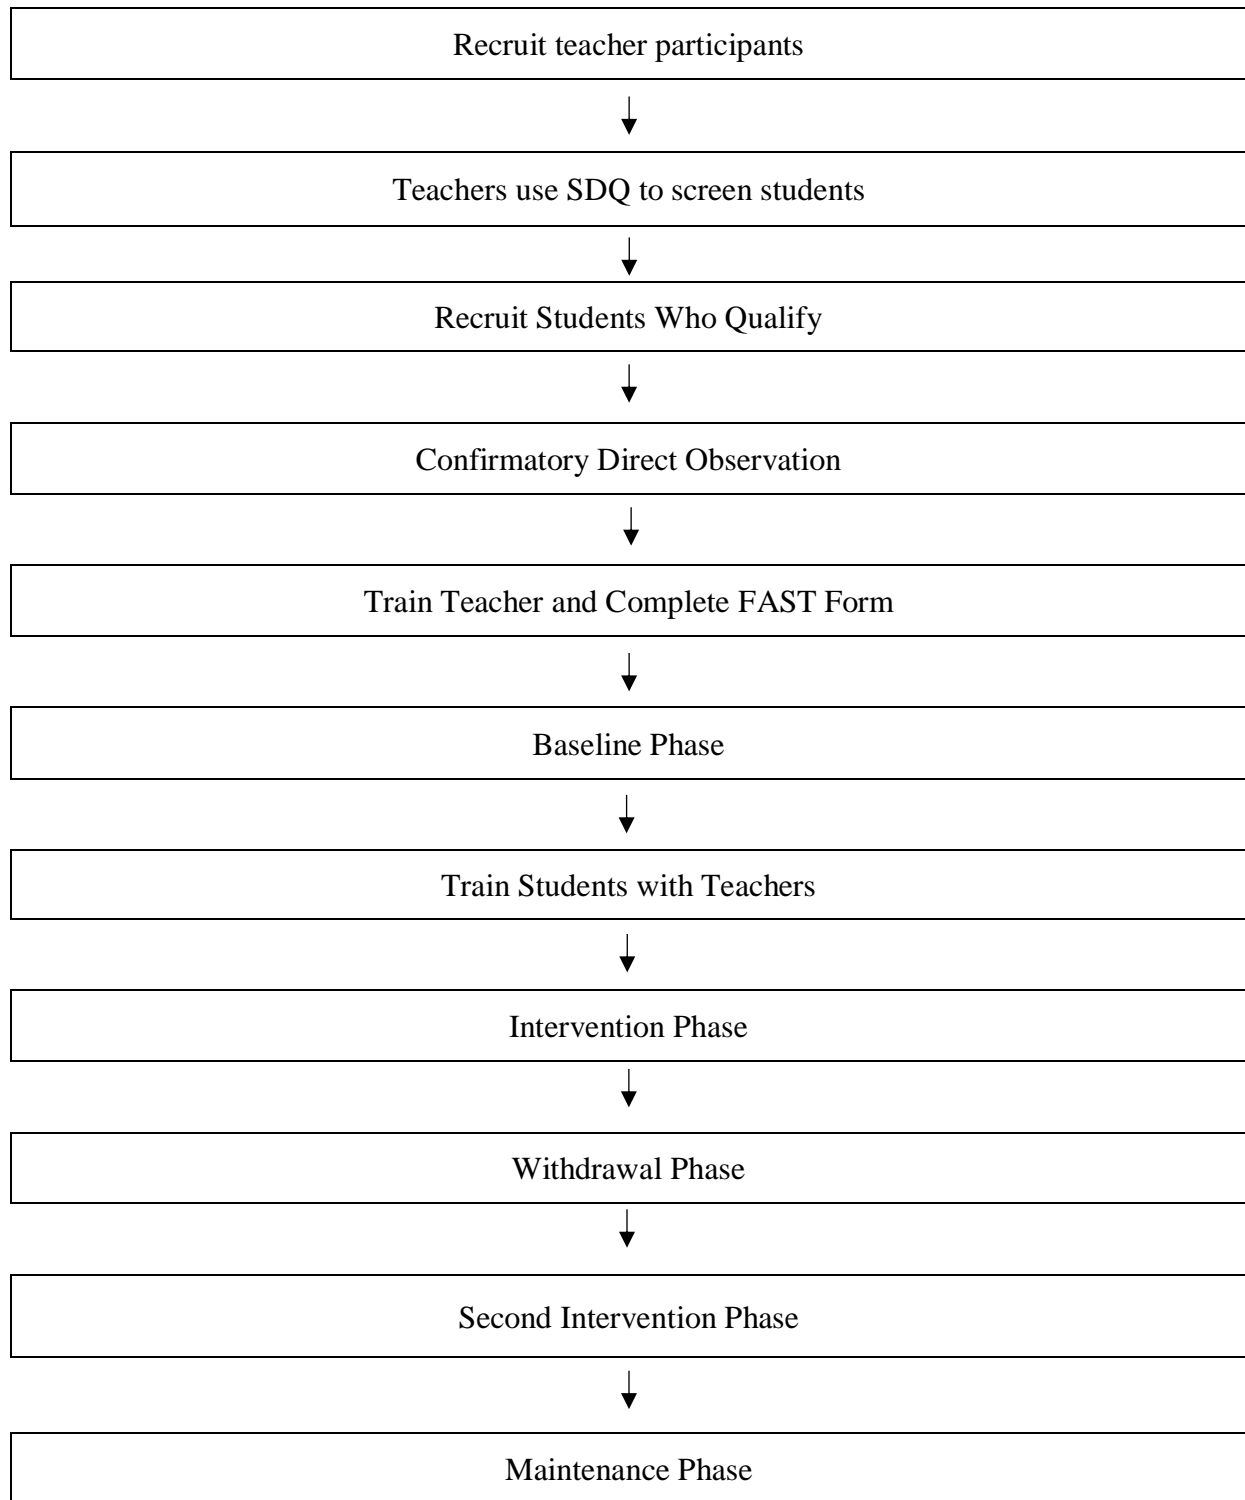 Recruit teacher participants
Teachers use SDQ to screen students
Recruit Students Who Qualify
Confirmatory Direct Observation
Train Teacher and Complete FAST Form
Baseline Phase
Train Students with Teachers
Intervention Phase
Withdrawal Phase
Second Intervention Phase
Maintenance Phase